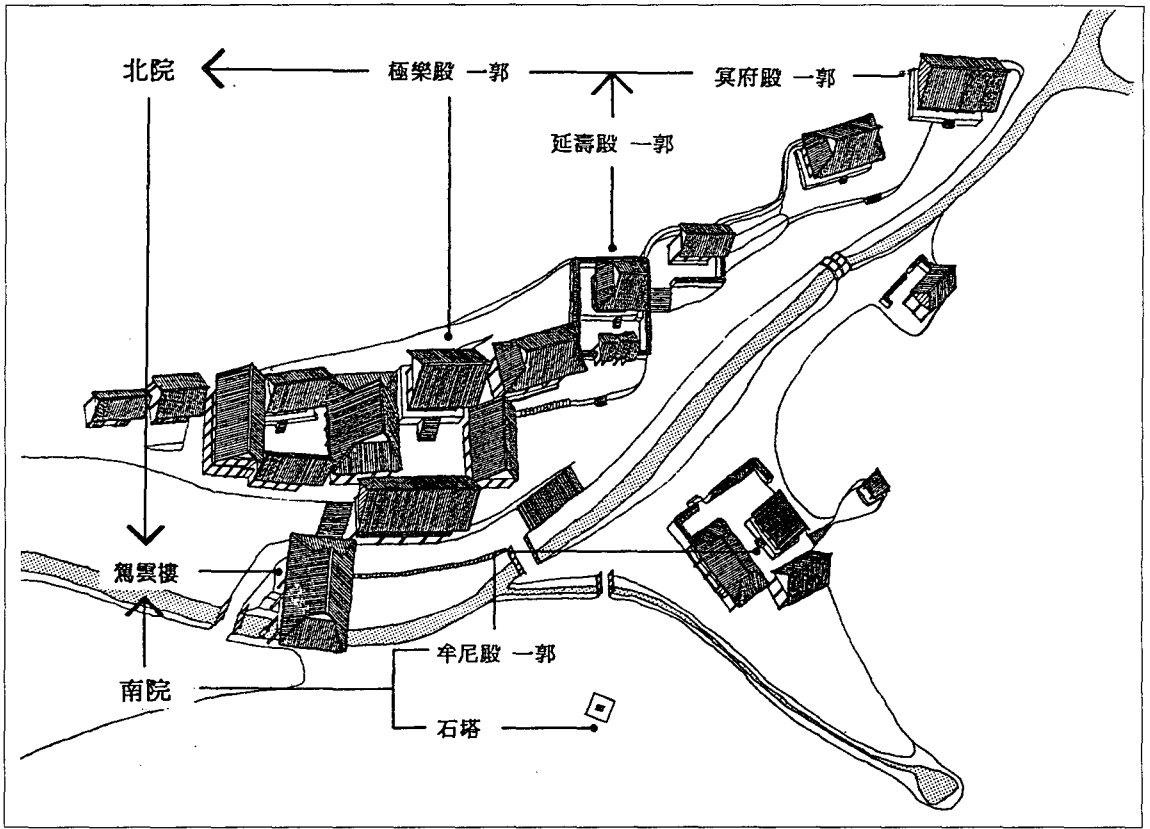 北院
極樂殿 一郭
冥府殿 一郭
延壽殿 一郭
駕雲樓
牟尼殿 一郭
南院
石塔